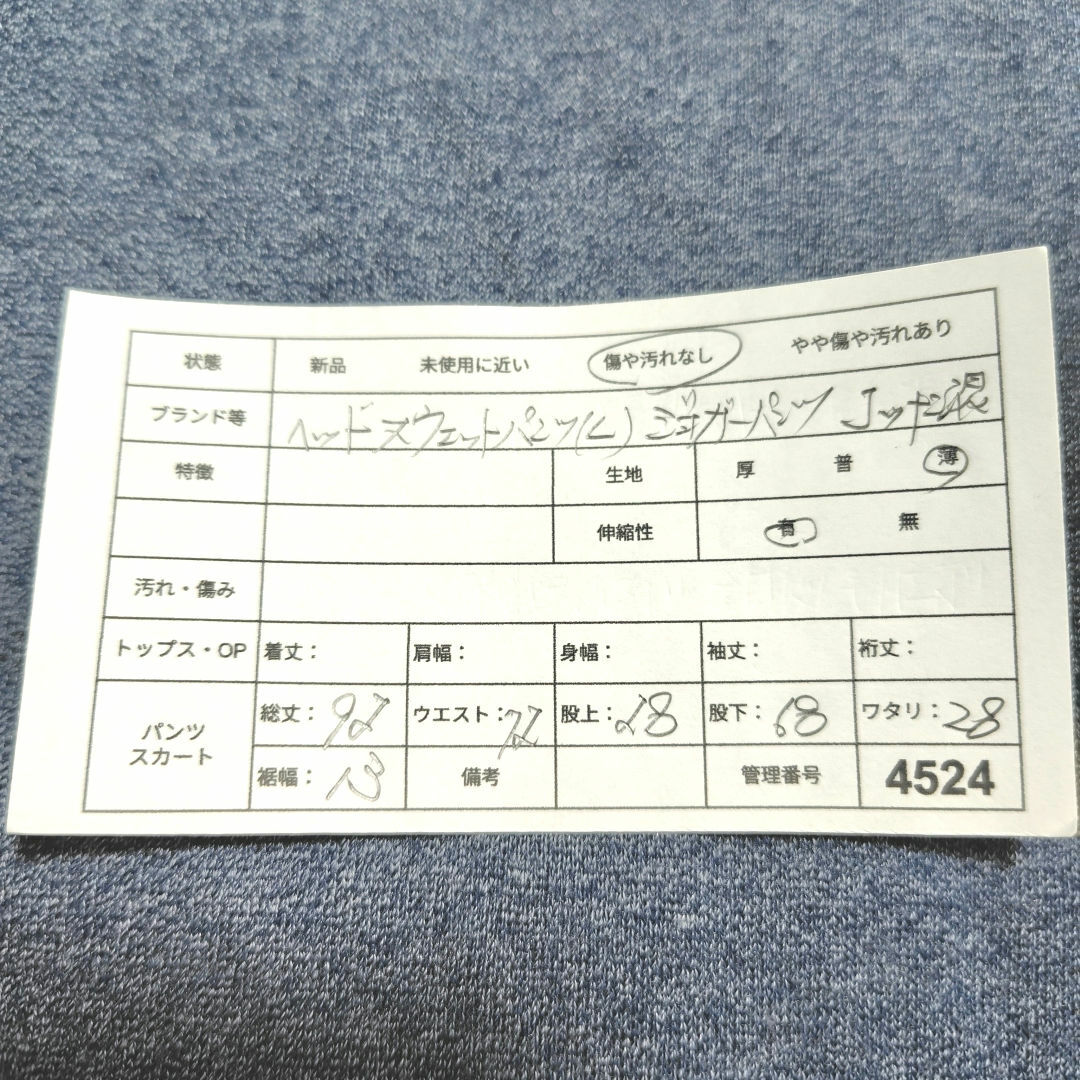 状態 新品 未使用に近い 傷や汚れなし やや傷や汚れあり
ブランド等 ヘッド スウェットパンツ(L) ジョガーパンツ 混
特徴 生地 厚 普 薄
伸縮性 有 無
汚れ・傷み
トップス・OP 着丈: 肩幅: 身幅: 袖丈: 裄丈:
パンツ スカート 総丈: 92 ウエスト: 72 股上: 28 股下: 68 ワタリ: 28
裾幅: 13 備考 管理番号 4524